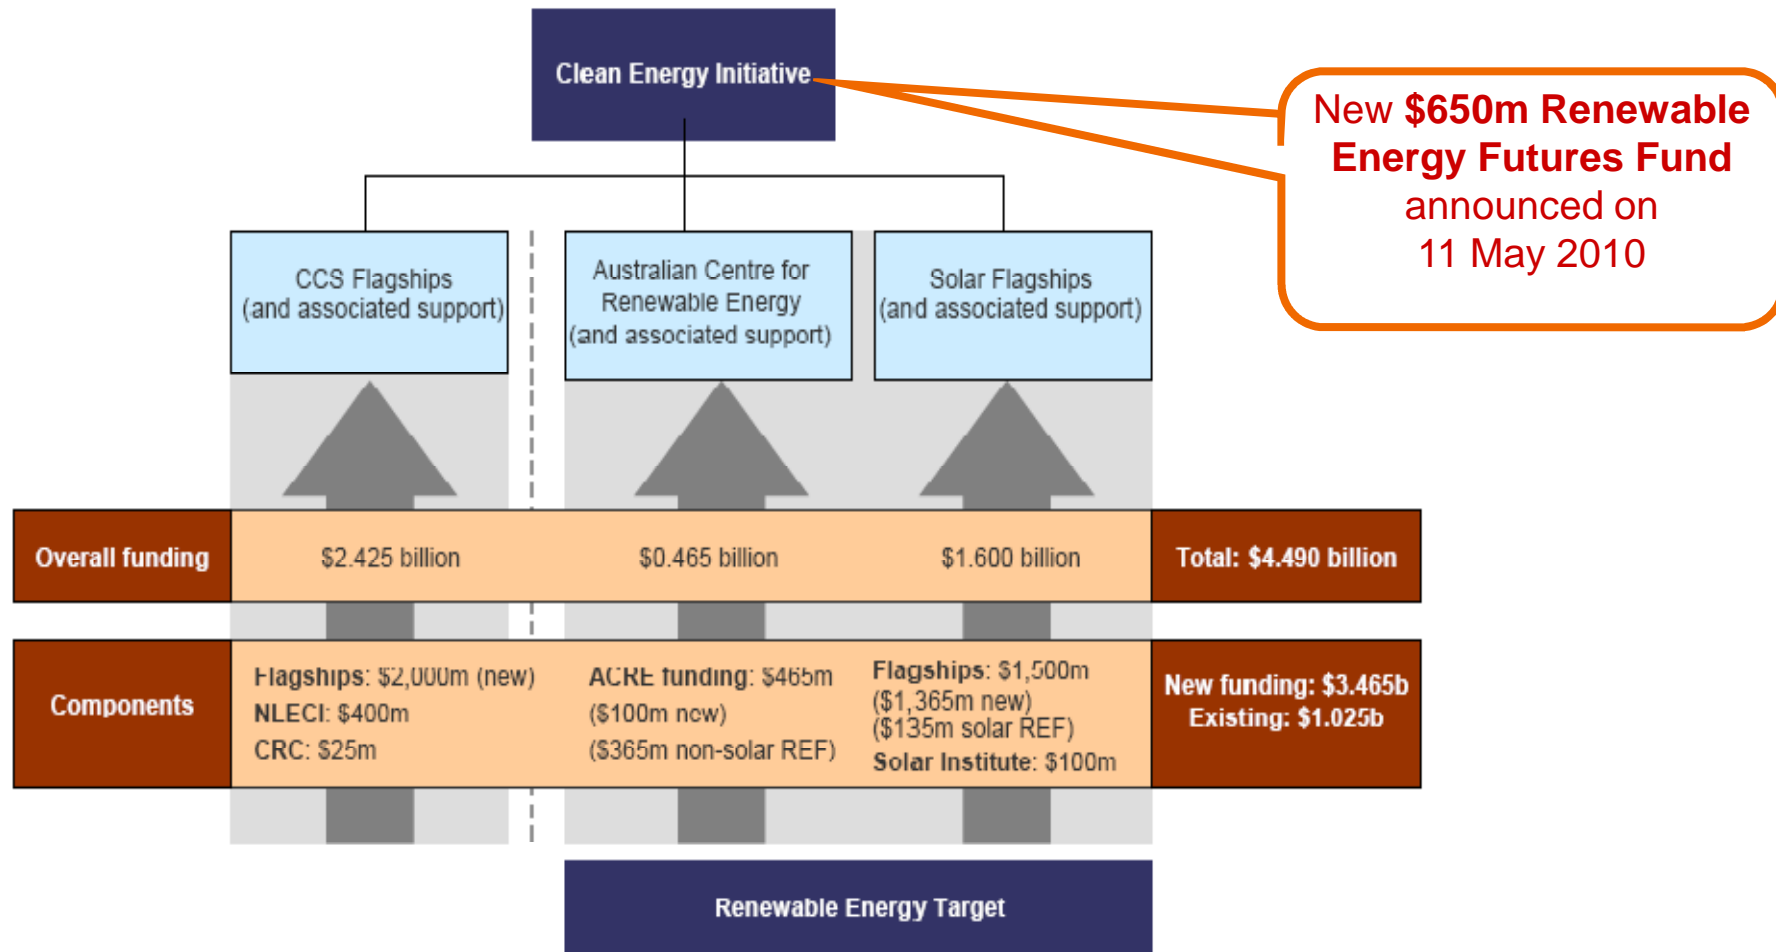 Clean Energy Initiative
New $650m Renewable
Energy Futures Fund
announced on
11 May 2010
CCS Flagships
(and associated support)
Australian Centre for
Renewable Energy
(and associated support)
Solar Flagships
(and associated support)
Overall funding
$2.425 billion
$0.465 billion
$1.600 billion
Total: $4.490 billion
Components
Flagships: $2,000m (new)
NLECI: $400m
CRC: $25m
ACRE funding: $465m
($100m new)
($365m non-solar REF)
Flagships: $1,500m
($1,365m new)
($135m solar REF)
Solar Institute: $100m
New funding: $3.465b
Existing: $1.025b
Renewable Energy Target